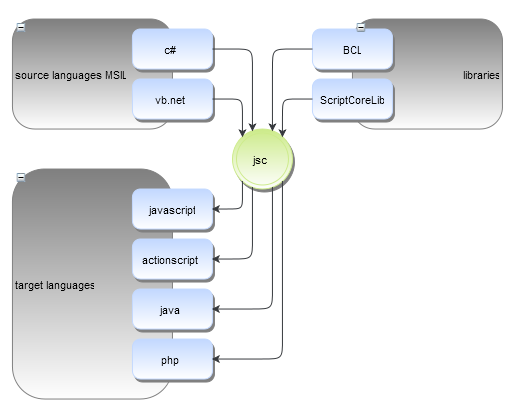 c#
BCL
source languages MSIL
libraries
vb.net
ScriptCoreLib
jsc
javascript
actionscript
target languages
java
php